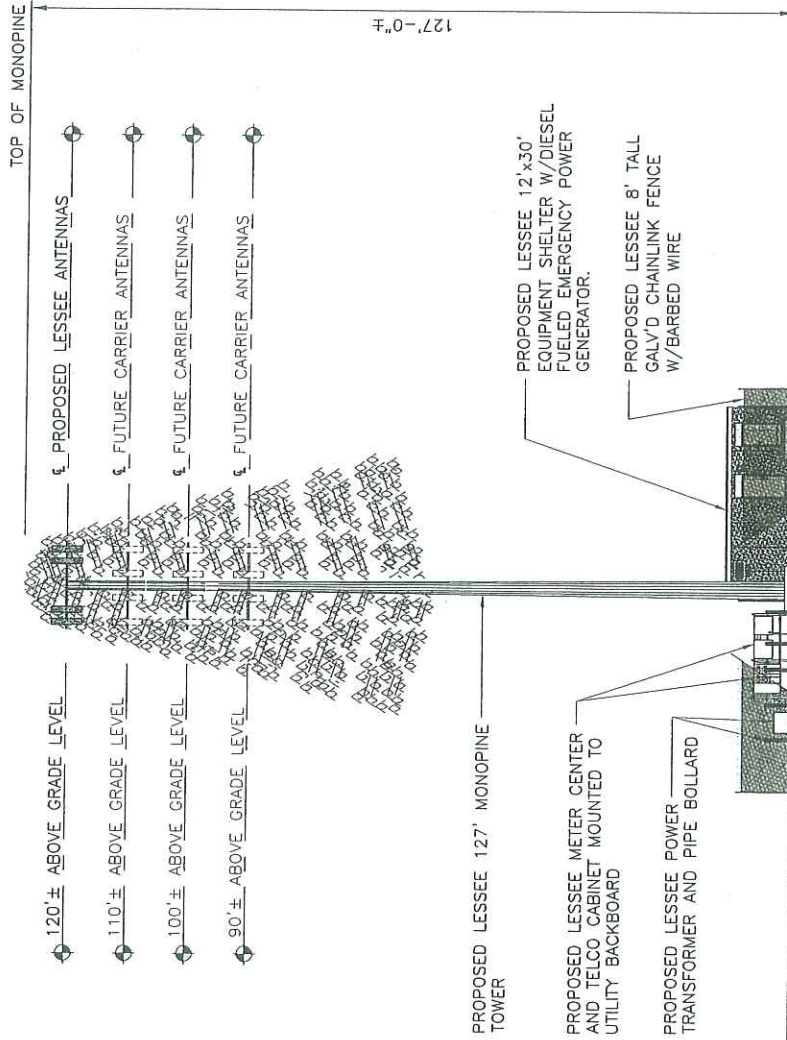 TOP OF MONOPINE
120'± ABOVE GRADE LEVEL
℄ PROPOSED LESSEE ANTENNAS
110'± ABOVE GRADE LEVEL
℄ FUTURE CARRIER ANTENNAS
100'± ABOVE GRADE LEVEL
℄ FUTURE CARRIER ANTENNAS
90'± ABOVE GRADE LEVEL
℄ FUTURE CARRIER ANTENNAS
127'-0"±
PROPOSED LESSEE 127' MONOPINE
TOWER
PROPOSED LESSEE 12'x30'
EQUIPMENT SHELTER W/DIESEL
FUELED EMERGENCY POWER
GENERATOR.
PROPOSED LESSEE METER CENTER
AND TELCO CABINET MOUNTED TO
UTILITY BACKBOARD
PROPOSED LESSEE 8' TALL
GALV'D CHAINLINK FENCE
W/BARBED WIRE
PROPOSED LESSEE POWER
TRANSFORMER AND PIPE BOLLARD